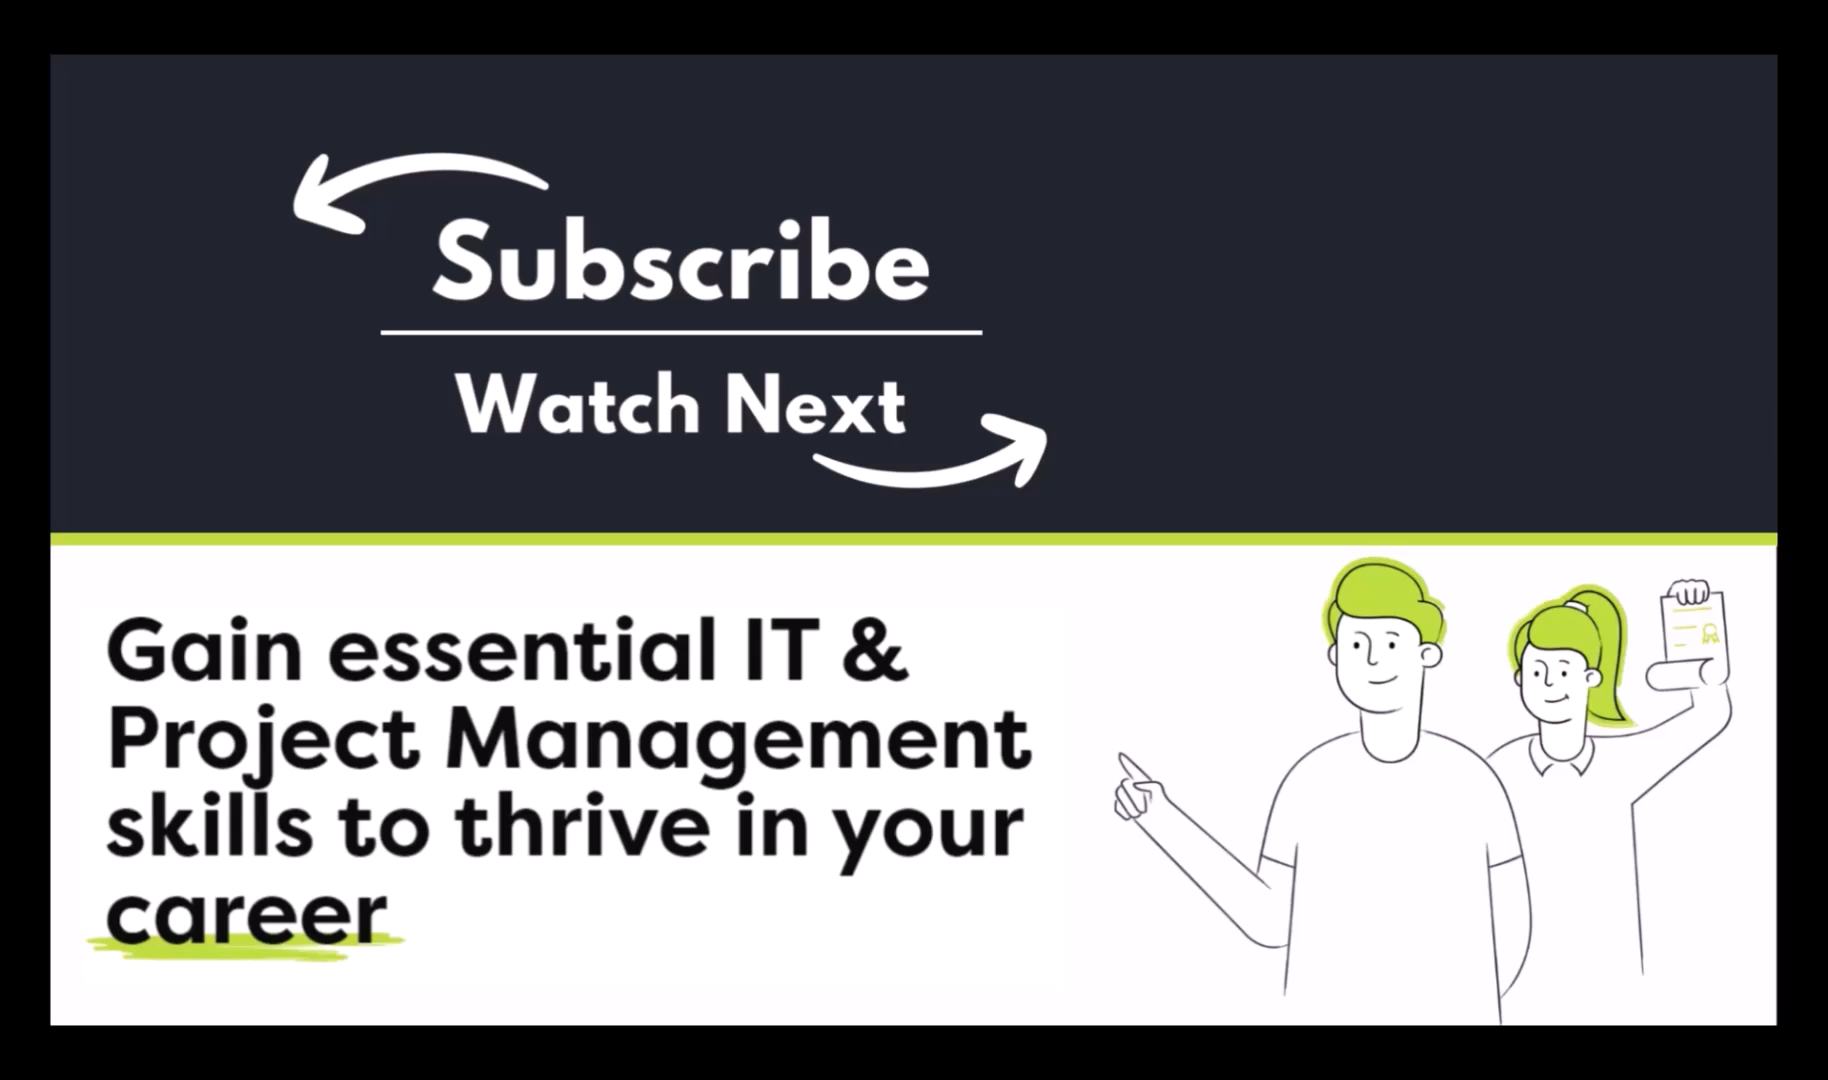 Subscribe
Watch Next
Gain essential IT &
Project Management
skills to thrive in your
career